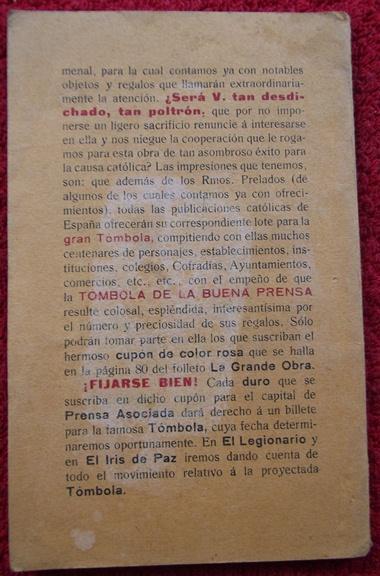 menal, para la cual contamos ya con notables
objetos y regalos que llamarán extraordinaria-
mente la atención. ¿Será V. tan desdi-
chado, tan poltrón, que por no impo-
nerse un ligero sacrificio renuncie á interesarse
en ella y nos niegue la cooperación que le roga-
mos para esta obra de tan asombroso éxito para
la causa católica? Las impresiones que tenemos,
son: que además de los Rmos. Prelados (de
algunos de los cuales contamos ya con ofreci-
mientos), todas las publicaciones católicas de
España ofrecerán su correspondiente lote para la
gran Tómbola, compitiendo con ellas muchos
centenares de personajes, establecimientos, ins-
tituciones, colegios, Cofradías, Ayuntamientos,
comercios, etc., etc., con el empeño de que
la TOMBOLA DE LA BUENA PRENSA
resulte colosal, espléndida, interesantísima por
el número y preciosidad de sus regalos. Sólo
podrán tomar parte en ella los que suscriban el
hermoso cupón de color rosa que se halla
en la página 80 del folleto La Grande Obra.
¡FIJARSE BIEN! Cada duro que se
suscriba en dicho cupón para el capital de
Prensa Asociada dará derecho á un billete
para la famosa Tómbola, cuya fecha determi-
naremos oportunamente. En El Legionario y
en El Iris de Paz iremos dando cuenta de
todo el movimiento relativo á la proyectada
Tómbola.